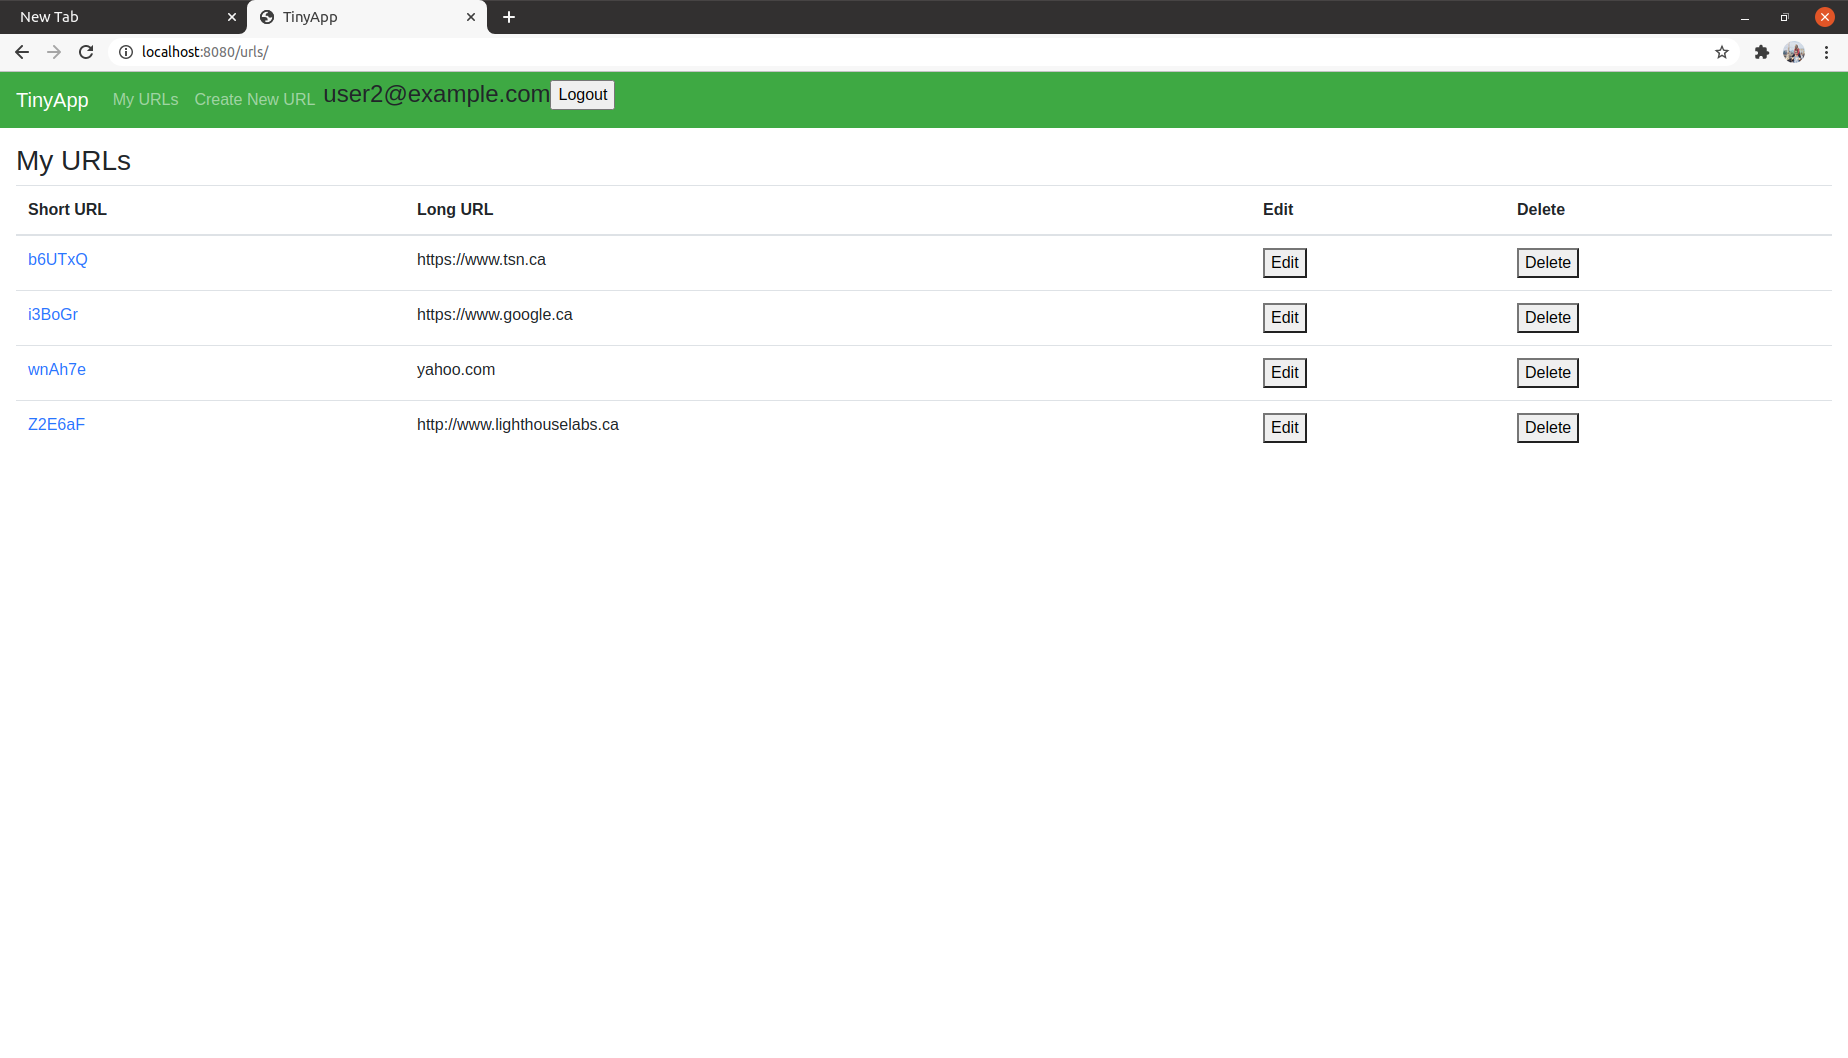 New Tab
TinyApp
localhost:8080/urls/
TinyApp My URLs Create New URL user2@example.com Logout
My URLs
Short URL Long URL Edit Delete
b6UTxQ https://www.tsn.ca Edit Delete
i3BoGr https://www.google.ca Edit Delete
wnAh7e yahoo.com Edit Delete
Z2E6aF http://www.lighthouselabs.ca Edit Delete